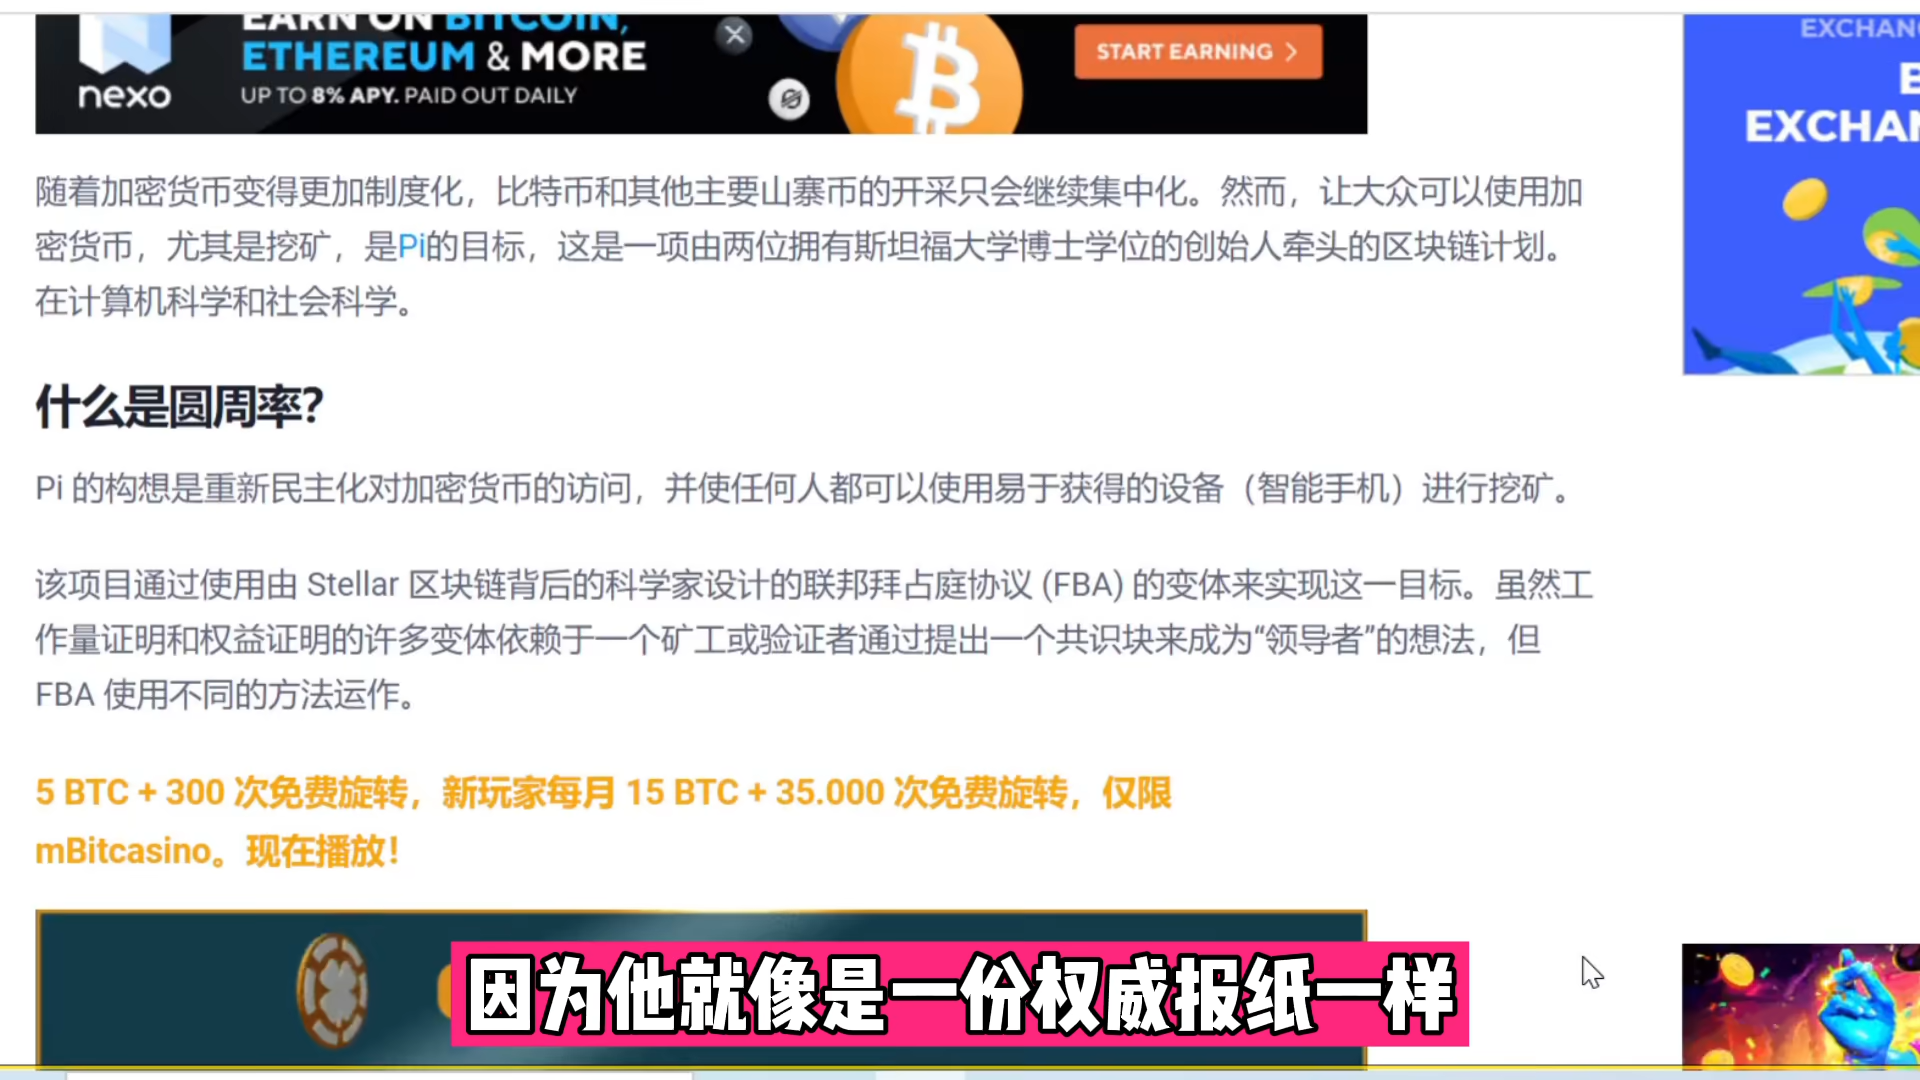 EARN ON BITCOIN,
ETHEREUM & MORE
UP TO 8% APY. PAID OUT DAILY
nexo
START EARNING
随着加密货币变得更加制度化，比特币和其他主要山寨币的开采只会继续集中化。然而，让大众可以使用加
密货币，尤其是挖矿，是Pi的目标，这是一项由两位拥有斯坦福大学博士学位的创始人牵头的区块链计划。
在计算机科学和社会科学。
什么是圆周率？
Pi 的构想是重新民主化对加密货币的访问，并使任何人都可以使用易于获得的设备（智能手机）进行挖矿。
该项目通过使用由 Stellar 区块链背后的科学家设计的联邦拜占庭协议 (FBA) 的变体来实现这一目标。虽然工
作量证明和权益证明的许多变体依赖于一个矿工或验证者通过提出一个共识块来成为“领导者”的想法，但
FBA 使用不同的方法运作。
5 BTC + 300 次免费旋转，新玩家每月 15 BTC + 35.000 次免费旋转，仅限
mBitcasino。现在播放！
因为他就像是一份权威报纸一样